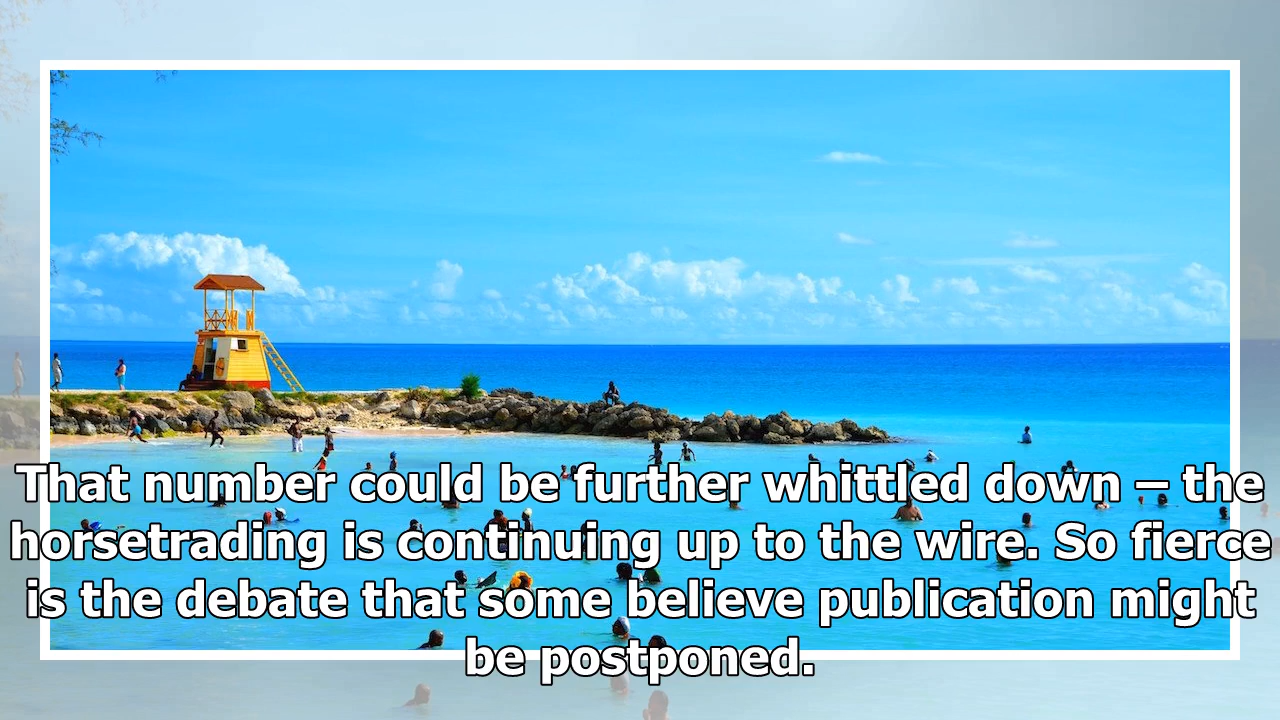 That number could be further whittled down – the
horsetrading is continuing up to the wire. So fierce
is the debate that some believe publication might
be postponed.